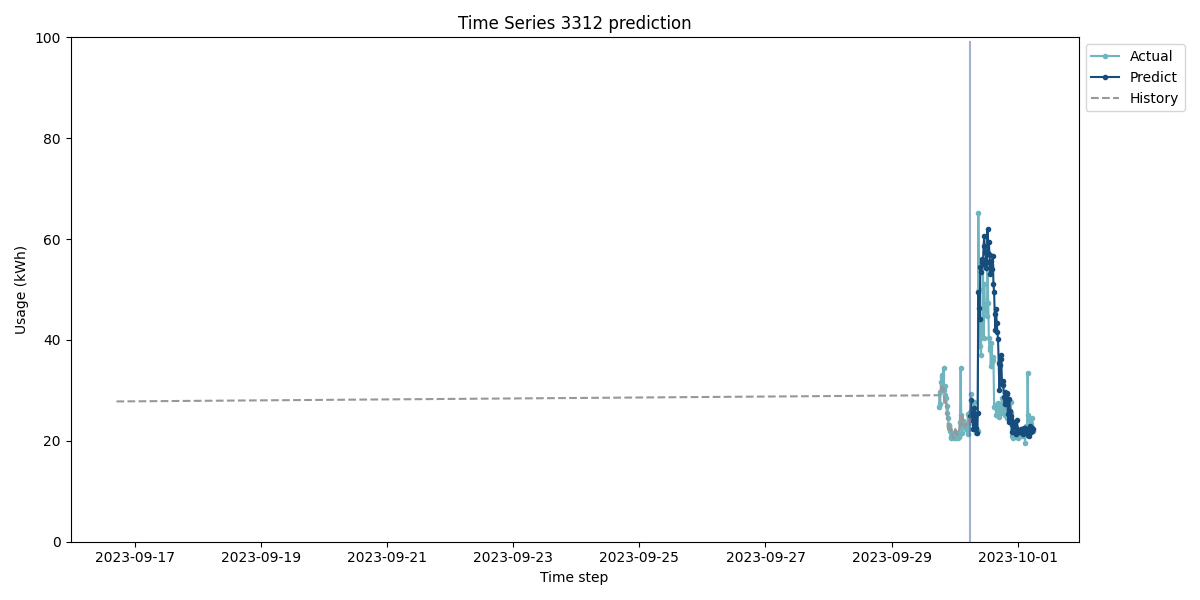 Time Series 3312 prediction
Actual
Predict
History
Usage (kWh)
100
80
60
40
20
0
2023-09-17
2023-09-19
2023-09-21
2023-09-23
2023-09-25
2023-09-27
2023-09-29
2023-10-01
Time step